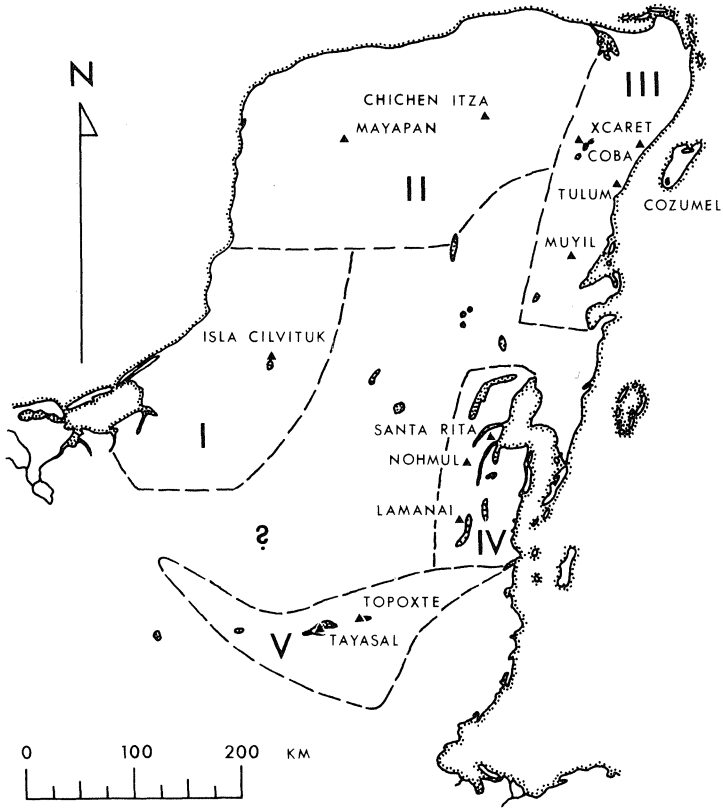 N
III
CHICHEN ITZA
MAYAPAN
XCARET
COBA
II
TULUM
COZUMEL
MUYIL
ISLA CILVITUK
I
SANTA RITA
NOHMUL
LAMANAI
IV
?
TOPOXTE
V
TAYASAL
0 100 200 KM